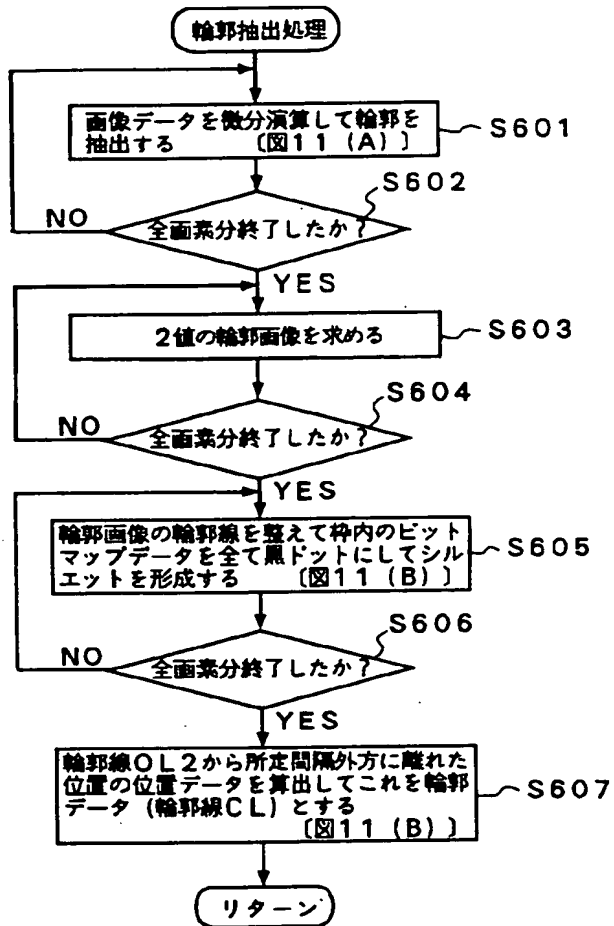 輪郭抽出処理
画像データを微分演算して輪郭を
抽出する 〔図11（A）〕
S601
S602
全画素分終了したか？
NO
YES
2値の輪郭画像を求める
S603
S604
全画素分終了したか？
NO
YES
輪郭画像の輪郭線を整えて枠内のビット
マップデータを全て黒ドットにしてシル
エットを形成する 〔図11（B）〕
S605
S606
全画素分終了したか？
NO
YES
輪郭線OL2から所定間隔外方に離れた
位置の位置データを算出してこれを輪郭
データ（輪郭線CL）とする
〔図11（B）〕
S607
リターン